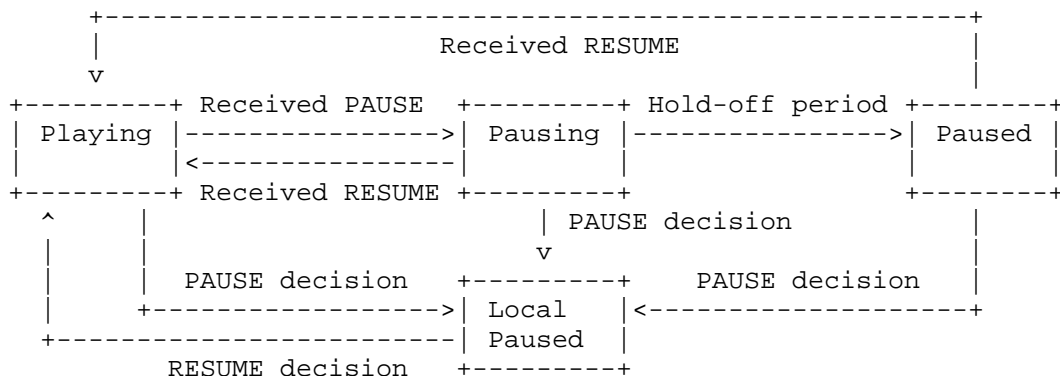 Received RESUME
Received PAUSE Hold-off period
Playing Pausing Paused
Received RESUME
PAUSE decision
PAUSE decision PAUSE decision
Local
Paused
RESUME decision